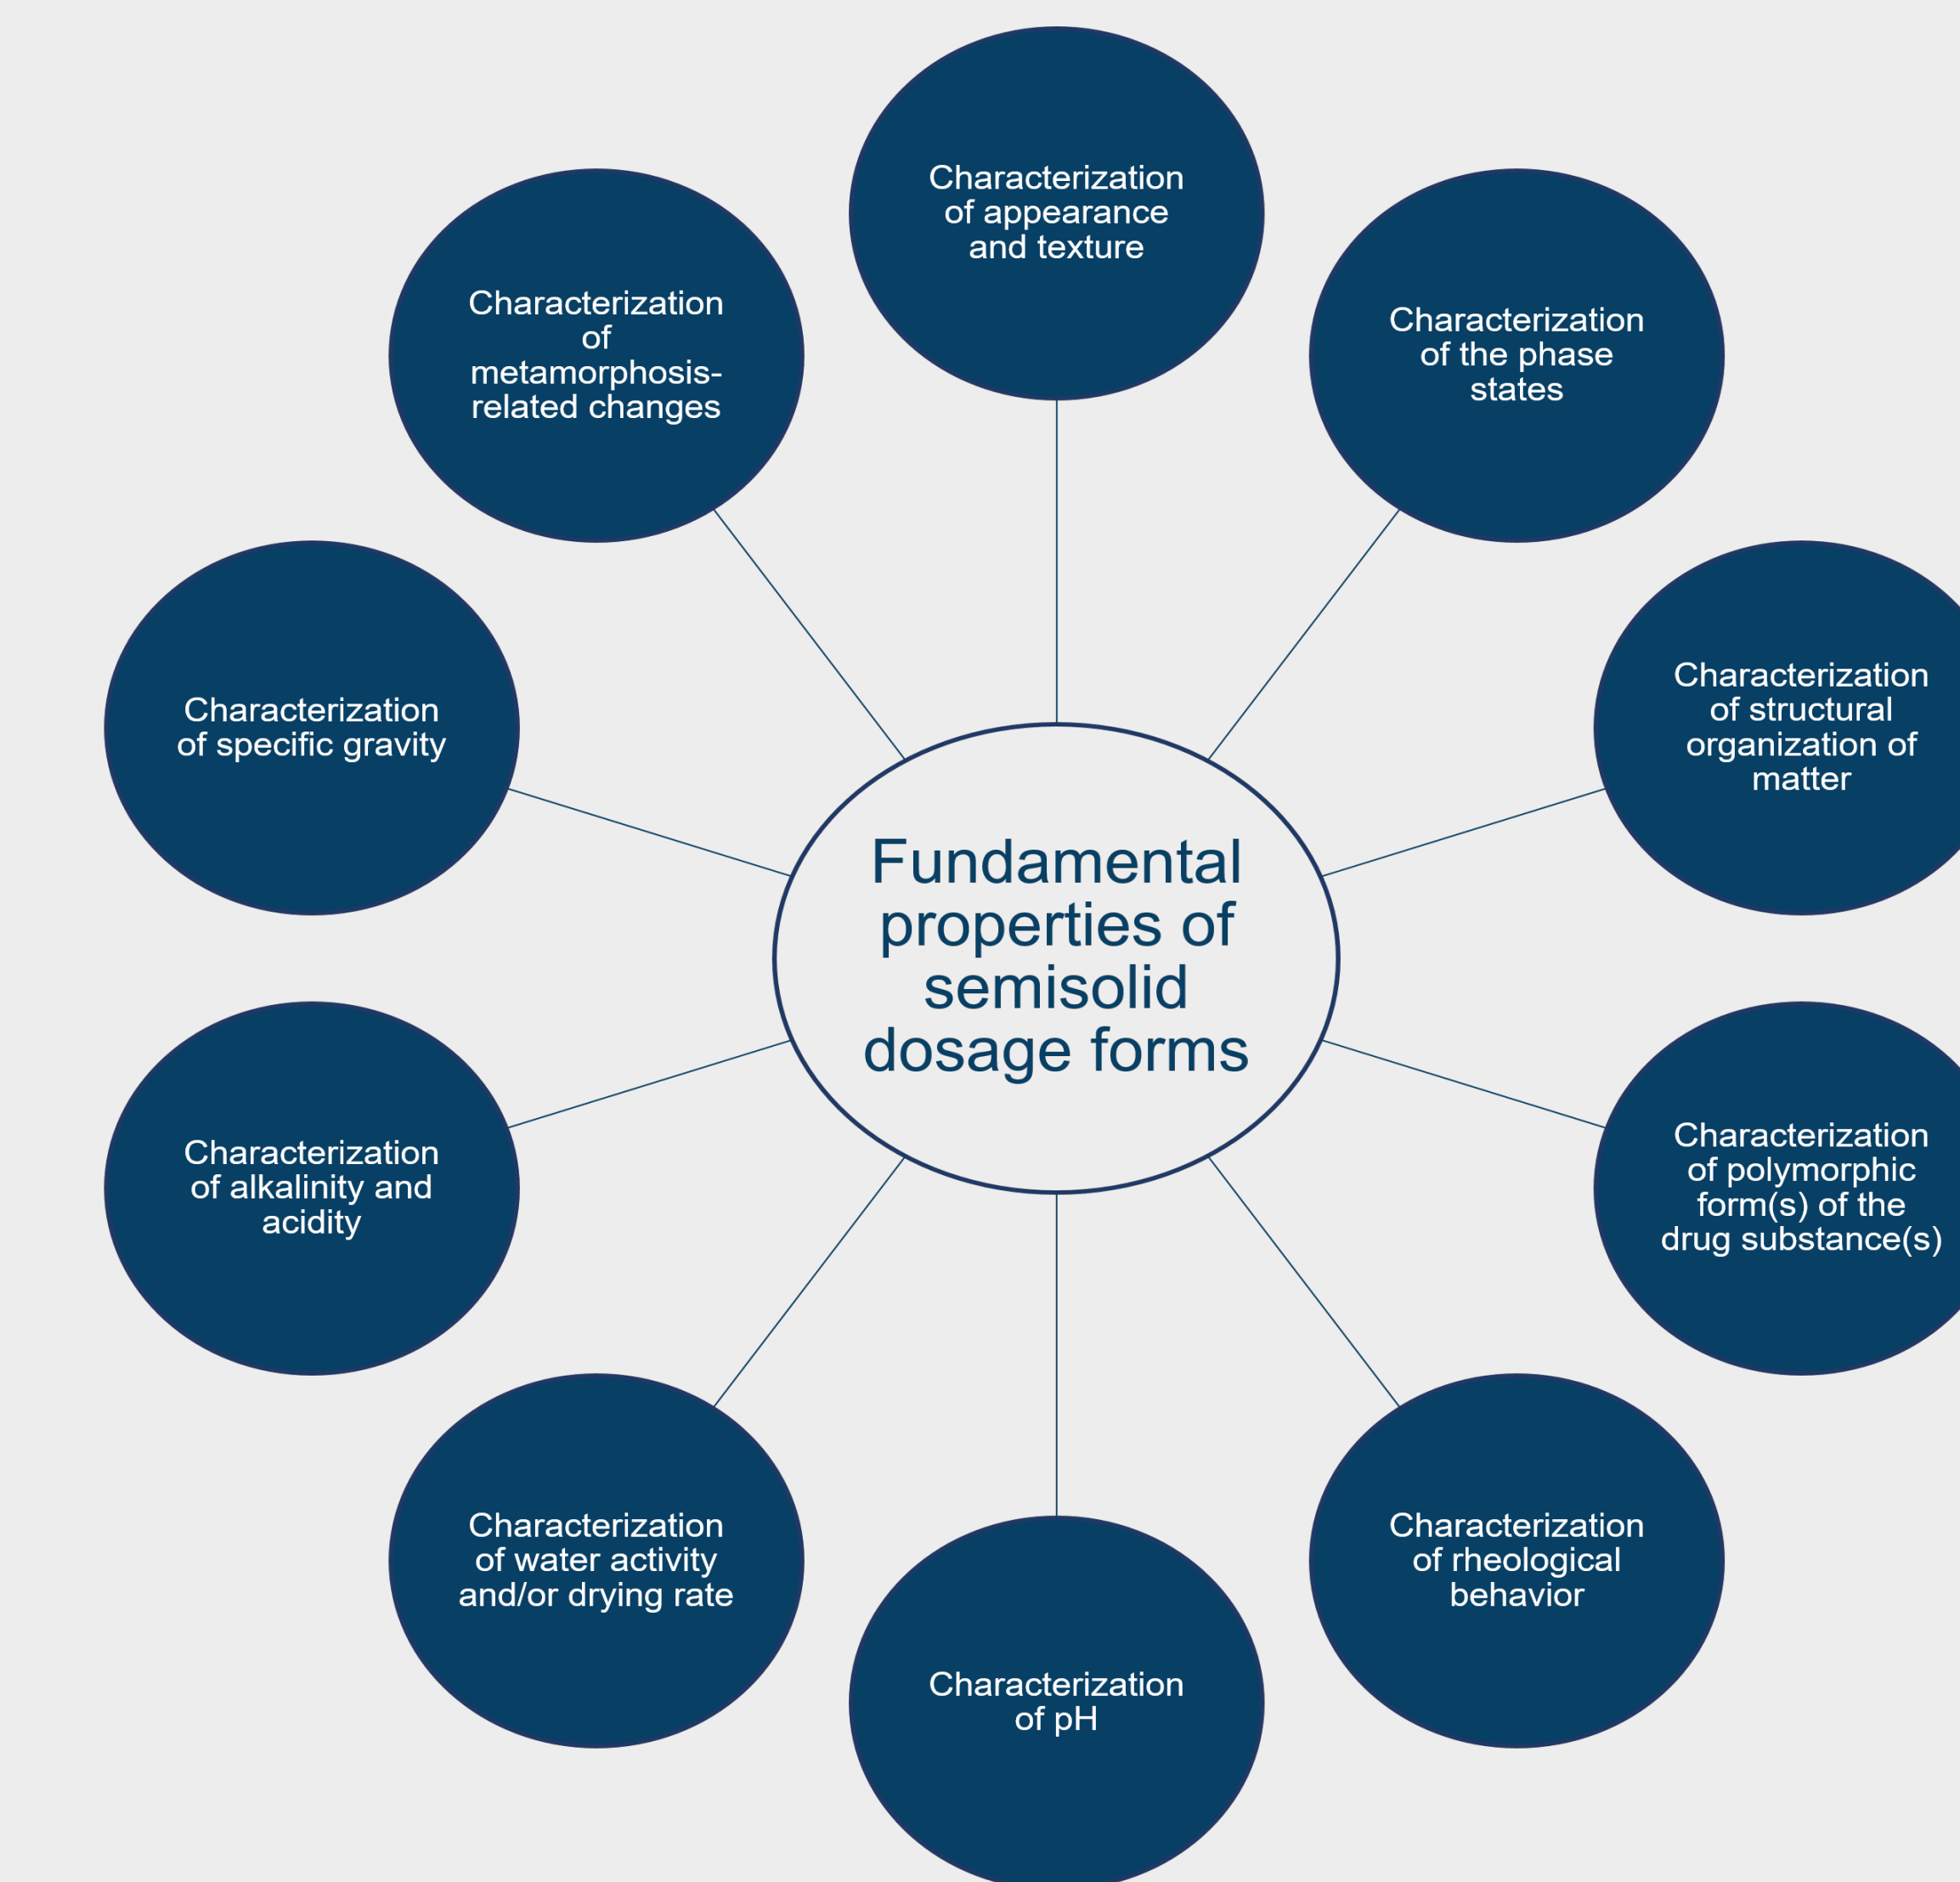 Characterization
of appearance
and texture
Characterization
of the phase
states
Characterization
of structural
organization of
matter
Characterization
of polymorphic
form(s) of the
drug substance(s)
Characterization
of rheological
behavior
Characterization
of pH
Characterization
of water activity
and/or drying rate
Characterization
of alkalinity and
acidity
Characterization
of specific gravity
Characterization
of
metamorphosis-
related changes
Fundamental
properties of
semisolid
dosage forms